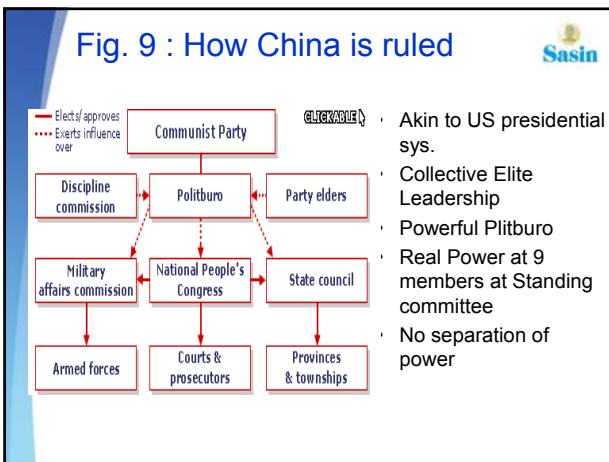 Fig. 9 : How China is ruled
Sasin
Elects/approves
Exerts influence
over
Communist Party
CLICKABLE
Discipline
commission
Politburo
Party elders
Military
affairs commission
National People's
Congress
State council
Armed forces
Courts &
prosecutors
Provinces
& townships
· Akin to US presidential
sys.
· Collective Elite
Leadership
· Powerful Plitburo
· Real Power at 9
members at Standing
committee
· No separation of
power